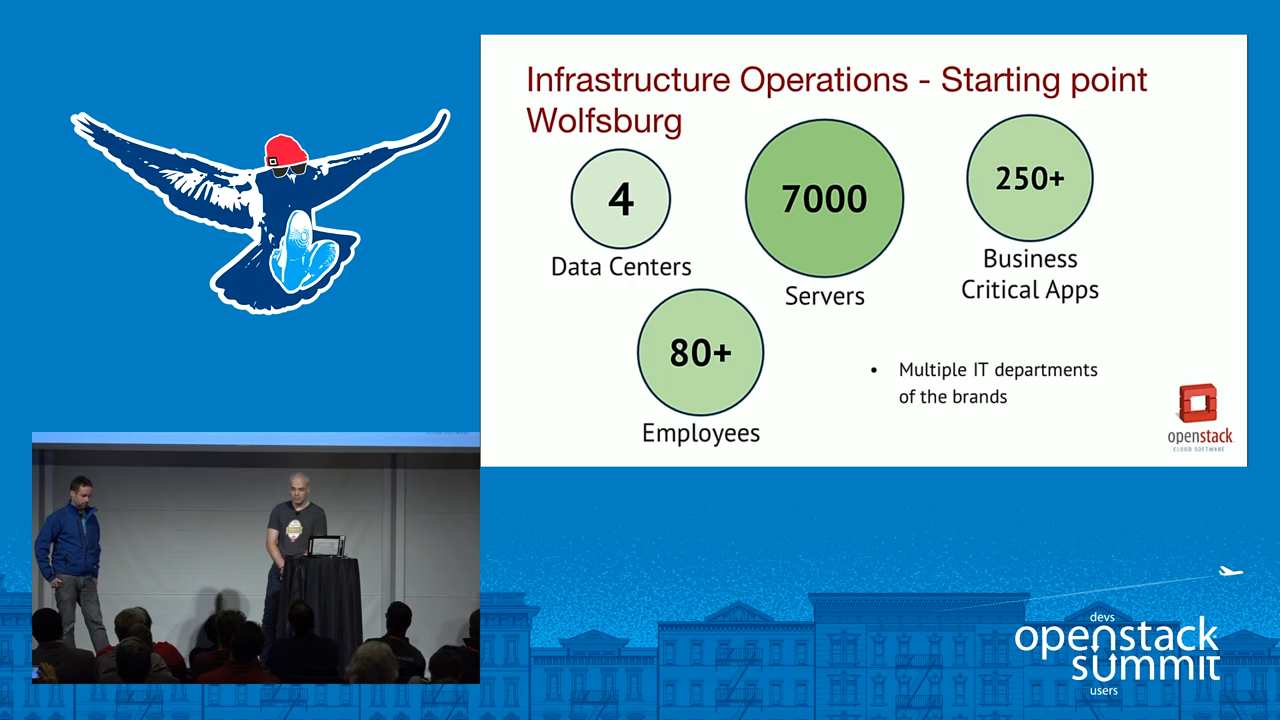 Infrastructure Operations - Starting point
Wolfsburg
4
Data Centers
7000
Servers
250+
Business
Critical Apps
80+
Employees
• Multiple IT departments
of the brands
openstack
CLOUD SOFTWARE
devs
openstack
summit
users